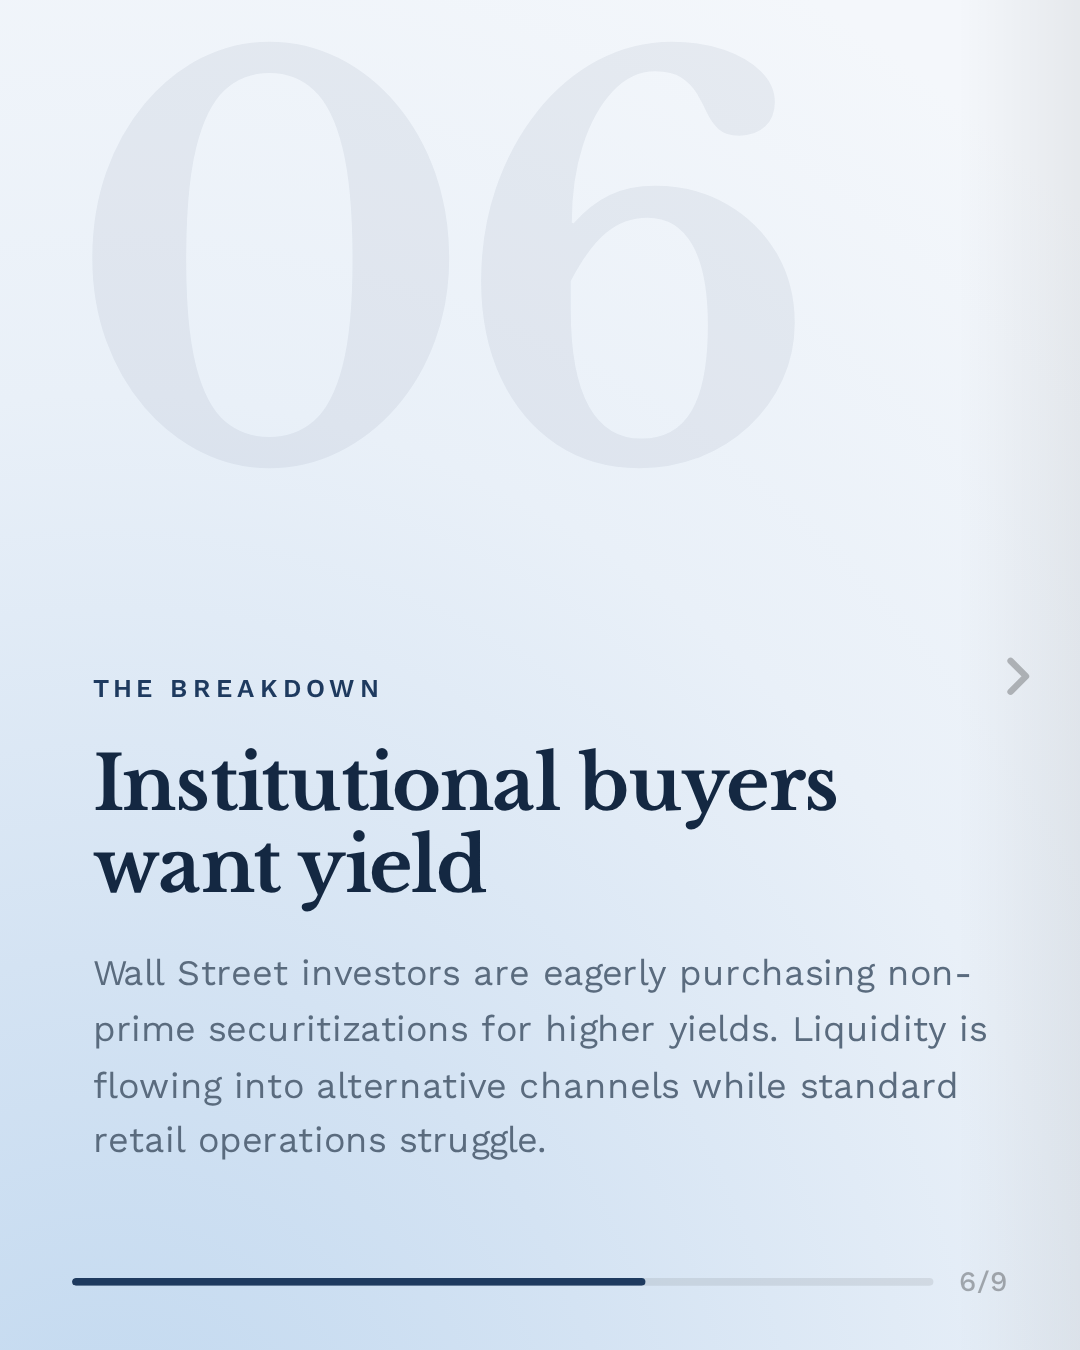 06
THE BREAKDOWN
Institutional buyers
want yield
Wall Street investors are eagerly purchasing non-
prime securitizations for higher yields. Liquidity is
flowing into alternative channels while standard
retail operations struggle.
6/9